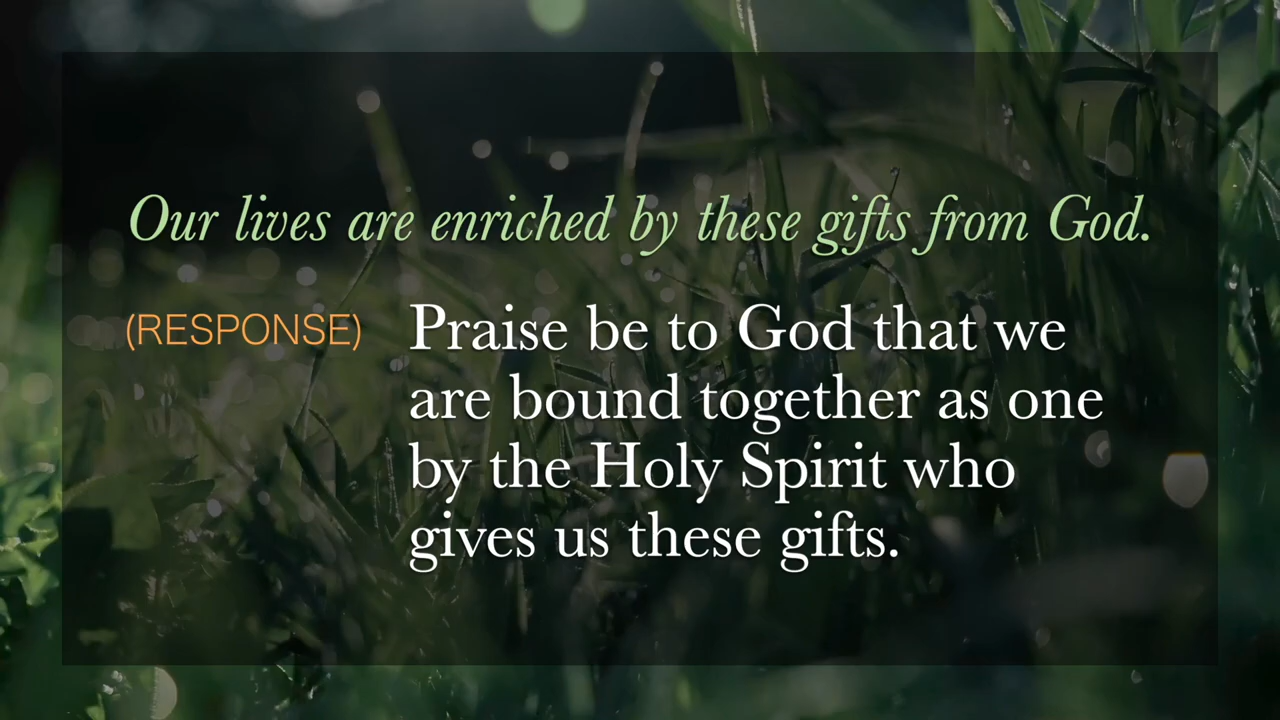 Our lives are enriched by these gifts from God.
(RESPONSE) Praise be to God that we
are bound together as one
by the Holy Spirit who
gives us these gifts.